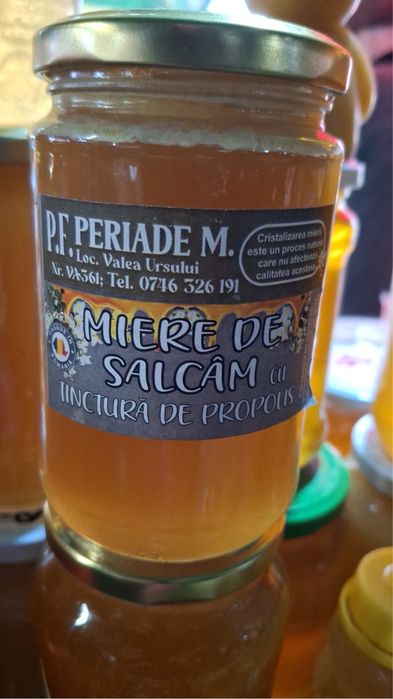 P.F. PERIADE M.
Loc. Valea Ursului
Nr. VA361; Tel. 0746 326 191
Cristalizarea mierii
este un proces natural
care nu afectează
calitatea acesteia
MIERE DE
SALCÂM CU
TINCTURĂ DE PROPOLIS